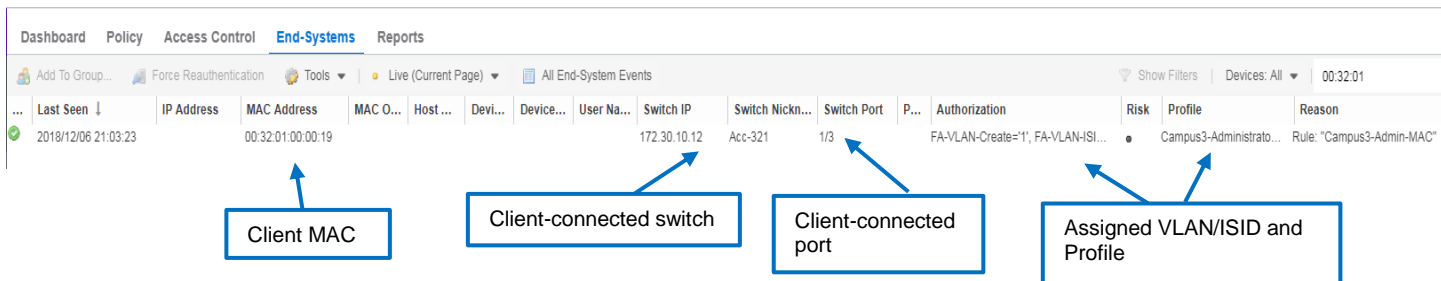 Dashboard Policy Access Control End-Systems Reports
Add To Group... Force Reauthentication Tools Live (Current Page) All End-System Events Show Filters Devices: All 00:32:01
... Last Seen ↓ IP Address MAC Address MAC O... Host ... Devi... Device... User Na... Switch IP Switch Nickn... Switch Port P... Authorization Risk Profile Reason
2018/12/06 21:03:23 00:32:01:00:00:19 172.30.10.12 Acc-321 1/3 FA-VLAN-Create='1', FA-VLAN-ISI... Campus3-Administrato... Rule: "Campus3-Admin-MAC"
Client MAC
Client-connected switch
Client-connected
port
Assigned VLAN/ISID and
Profile